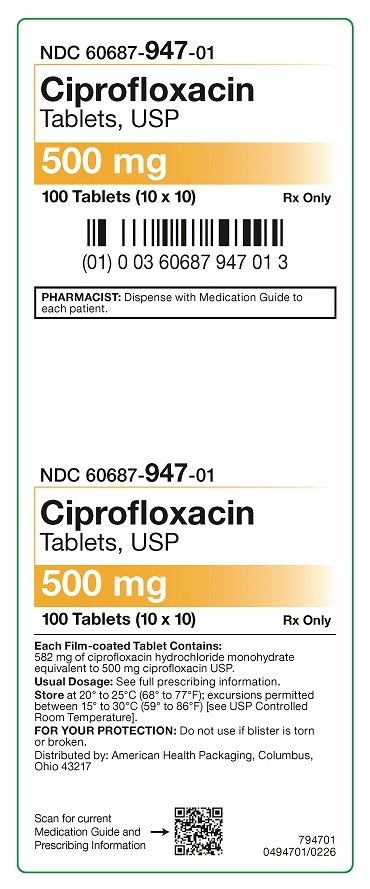 NDC 60687-947-01
Ciprofloxacin
Tablets, USP
500 mg
100 Tablets (10 x 10) Rx Only
(01) 0 03 60687 947 01 3
PHARMACIST: Dispense with Medication Guide to
each patient.
NDC 60687-947-01
Ciprofloxacin
Tablets, USP
500 mg
100 Tablets (10 x 10) Rx Only
Each Film-coated Tablet Contains:
582 mg of ciprofloxacin hydrochloride monohydrate
equivalent to 500 mg ciprofloxacin USP.
Usual Dosage: See full prescribing information.
Store at 20° to 25°C (68° to 77°F); excursions permitted
between 15° to 30°C (59° to 86°F) [see USP Controlled
Room Temperature].
FOR YOUR PROTECTION: Do not use if blister is torn
or broken.
Distributed by: American Health Packaging, Columbus,
Ohio 43217
Scan for current
Medication Guide and
Prescribing Information
794701
0494701/0226